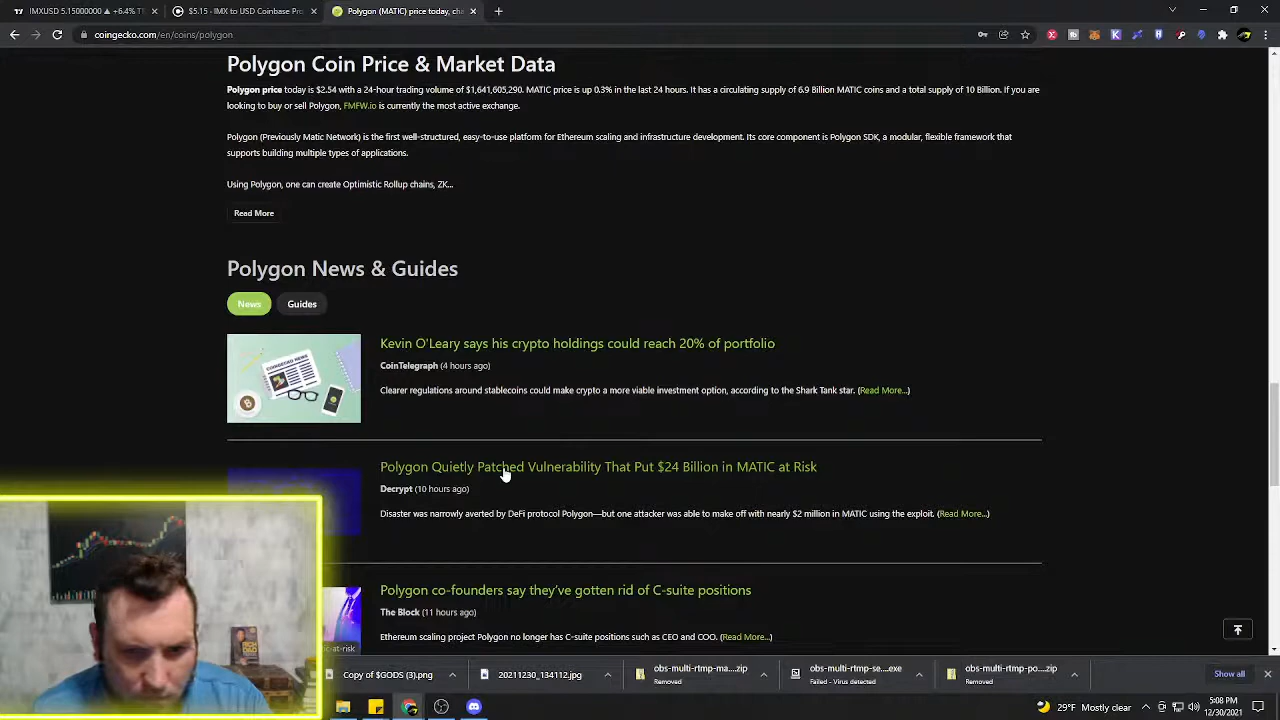 IMXUSD 5.15000000 ▲ +6.4%
$5.15 - IMX to USD Coinbase Pro
Polygon (MATIC) price today, cha
coingecko.com/en/coins/polygon
Polygon Coin Price & Market Data
Polygon price today is $2.54 with a 24-hour trading volume of $1,641,605,290. MATIC price is up 0.3% in the last 24 hours. It has a circulating supply of 6.9 Billion MATIC coins and a total supply of 10 Billion. If you are
looking to buy or sell Polygon, FMFW.io is currently the most active exchange.
Polygon (Previously Matic Network) is the first well-structured, easy-to-use platform for Ethereum scaling and infrastructure development. Its core component is Polygon SDK, a modular, flexible framework that
supports building multiple types of applications.
Using Polygon, one can create Optimistic Rollup chains, ZK...
Read More
Polygon News & Guides
News
Guides
Kevin O'Leary says his crypto holdings could reach 20% of portfolio
CoinTelegraph (4 hours ago)
Clearer regulations around stablecoins could make crypto a more viable investment option, according to the Shark Tank star. (Read More...)
Polygon Quietly Patched Vulnerability That Put $24 Billion in MATIC at Risk
Decrypt (10 hours ago)
Disaster was narrowly averted by DeFi protocol Polygon—but one attacker was able to make off with nearly $2 million in MATIC using the exploit. (Read More...)
Polygon co-founders say they've gotten rid of C-suite positions
The Block (11 hours ago)
Ethereum scaling project Polygon no longer has C-suite positions such as CEO and COO. (Read More...)
ic-at-risk
RICH
DAD
Copy of $GODS (3).png
20211230_134112.jpg
obs-multi-rtmp-ma....zip
Removed
obs-multi-rtmp-se....exe
Failed - Virus detected
obs-multi-rtmp-po....zip
Removed
Show all
29°F Mostly clear
5:08 PM
12/30/2021